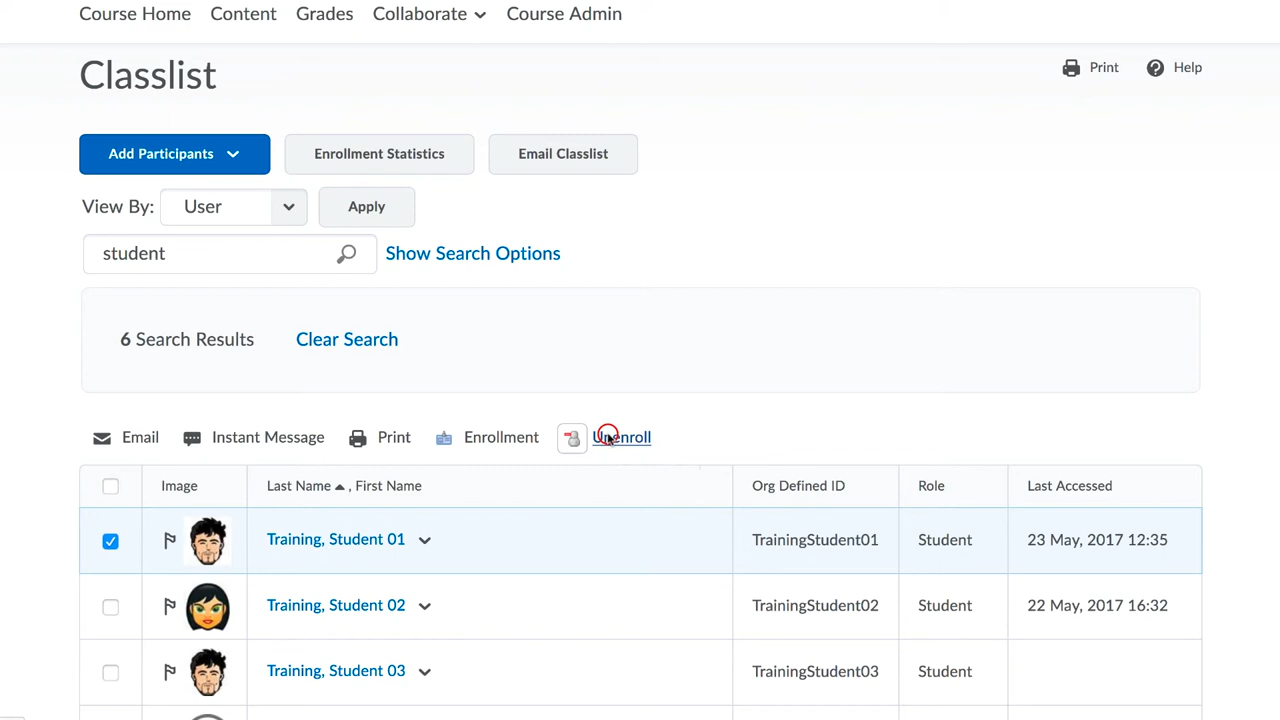 Course Home Content Grades Collaborate Course Admin
Classlist
Print Help
Add Participants Enrollment Statistics Email Classlist
View By: User Apply
student Show Search Options
6 Search Results Clear Search
Email Instant Message Print Enrollment Unenroll
Image Last Name , First Name Org Defined ID Role Last Accessed
Training, Student 01 TrainingStudent01 Student 23 May, 2017 12:35
Training, Student 02 TrainingStudent02 Student 22 May, 2017 16:32
Training, Student 03 TrainingStudent03 Student